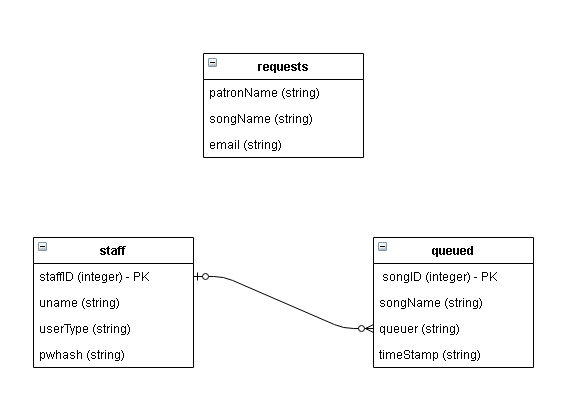 requests
patronName (string)
songName (string)
email (string)
staff
staffID (integer) - PK
uname (string)
userType (string)
pwhash (string)
queued
songID (integer) - PK
songName (string)
queuer (string)
timeStamp (string)